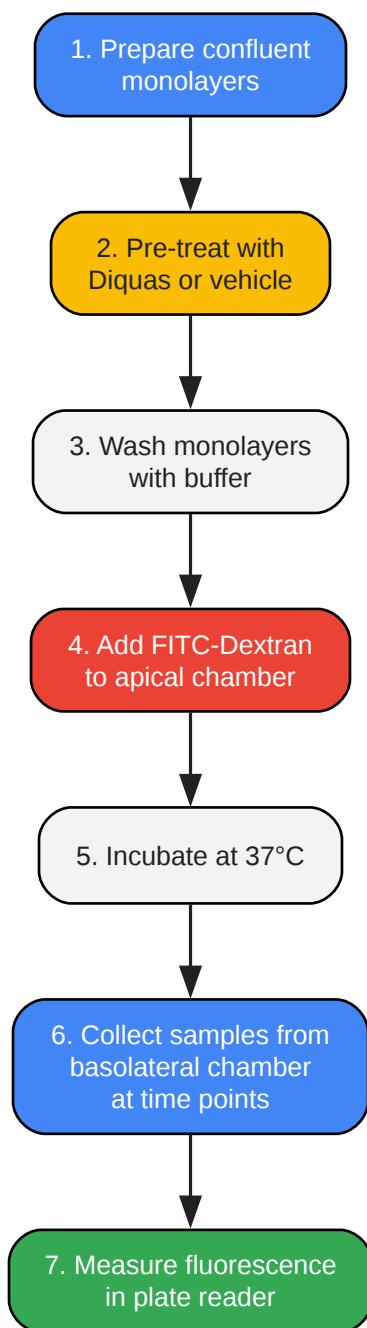 1. Prepare confluent
monolayers
2. Pre-treat with
Diquas or vehicle
3. Wash monolayers
with buffer
4. Add FITC-Dextran
to apical chamber
5. Incubate at 37°C
6. Collect samples from
basolateral chamber
at time points
7. Measure fluorescence
in plate reader